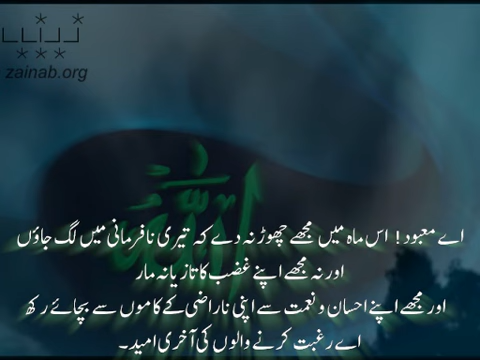 zainab.org
الله
اے معبود! اس ماہ میں مجھے چھوڑ نہ دے کہ تیری نافرمانی میں لگ جاؤں
اور نہ مجھے اپنے غضب کا تازیانہ مار
اور مجھے اپنے احسان و نعمت سے اپنی ناراضی کے کاموں سے بچائے رکھ
اے رغبت کرنے والوں کی آخری امید۔